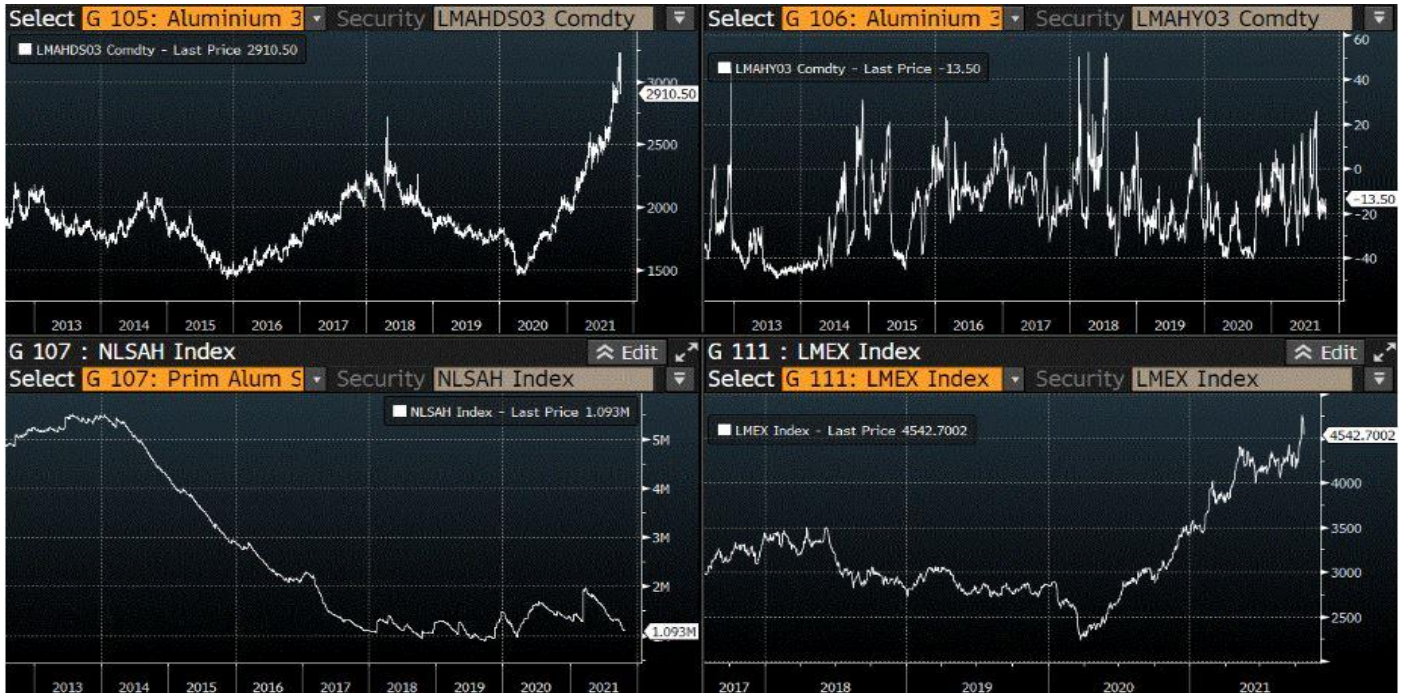 Select G 105: Aluminium 3 Security LMAHDS03 Comdty
LMAHDS03 Comdty - Last Price 2910.50
3000
2910.50
2500
2000
1500
2013 2014 2015 2016 2017 2018 2019 2020 2021
Select G 106: Aluminium 3 Security LMAHY03 Comdty
LMAHY03 Comdty - Last Price -13.50
60
40
20
0
-13.50
-20
-40
2013 2014 2015 2016 2017 2018 2019 2020 2021
G 107 : NLSAH Index Edit
Select G 107: Prim Alum S Security NLSAH Index
NLSAH Index - Last Price 1.093M
5M
4M
3M
2M
1.093M
2013 2014 2015 2016 2017 2018 2019 2020 2021
G 111 : LMEX Index Edit
Select G 111: LMEX Index Security LMEX Index
LMEX Index - Last Price 4542.7002
4542.7002
4000
3500
3000
2500
2017 2018 2019 2020 2021